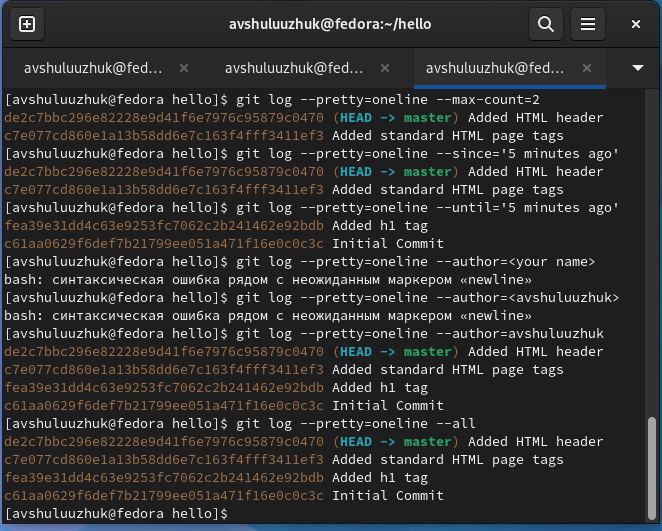 avshuluuzhuk@fedora:~/hello
avshuluuzhuk@fed... × avshuluuzhuk@fed... × avshuluuzhuk@fed... ×
[avshuluuzhuk@fedora hello]$ git log --pretty=oneline --max-count=2
de2c7bbc296e82228e9d41f6e7976c95879c0470 (HEAD -> master) Added HTML header
c7e077cd860e1a13b58dd6e7c163f4fff3411ef3 Added standard HTML page tags
[avshuluuzhuk@fedora hello]$ git log --pretty=oneline --since='5 minutes ago'
de2c7bbc296e82228e9d41f6e7976c95879c0470 (HEAD -> master) Added HTML header
c7e077cd860e1a13b58dd6e7c163f4fff3411ef3 Added standard HTML page tags
[avshuluuzhuk@fedora hello]$ git log --pretty=oneline --until='5 minutes ago'
fea39e31dd4c63e9253fc7062c2b241462e92bdb Added h1 tag
c61aa0629f6def7b21799ee051a471f16e0c0c3c Initial Commit
[avshuluuzhuk@fedora hello]$ git log --pretty=oneline --author=<your name>
bash: синтаксическая ошибка рядом с неожиданным маркером «newline»
[avshuluuzhuk@fedora hello]$ git log --pretty=oneline --author=<avshuluuzhuk>
bash: синтаксическая ошибка рядом с неожиданным маркером «newline»
[avshuluuzhuk@fedora hello]$ git log --pretty=oneline --author=avshuluuzhuk
de2c7bbc296e82228e9d41f6e7976c95879c0470 (HEAD -> master) Added HTML header
c7e077cd860e1a13b58dd6e7c163f4fff3411ef3 Added standard HTML page tags
fea39e31dd4c63e9253fc7062c2b241462e92bdb Added h1 tag
c61aa0629f6def7b21799ee051a471f16e0c0c3c Initial Commit
[avshuluuzhuk@fedora hello]$ git log --pretty=oneline --all
de2c7bbc296e82228e9d41f6e7976c95879c0470 (HEAD -> master) Added HTML header
c7e077cd860e1a13b58dd6e7c163f4fff3411ef3 Added standard HTML page tags
fea39e31dd4c63e9253fc7062c2b241462e92bdb Added h1 tag
c61aa0629f6def7b21799ee051a471f16e0c0c3c Initial Commit
[avshuluuzhuk@fedora hello]$